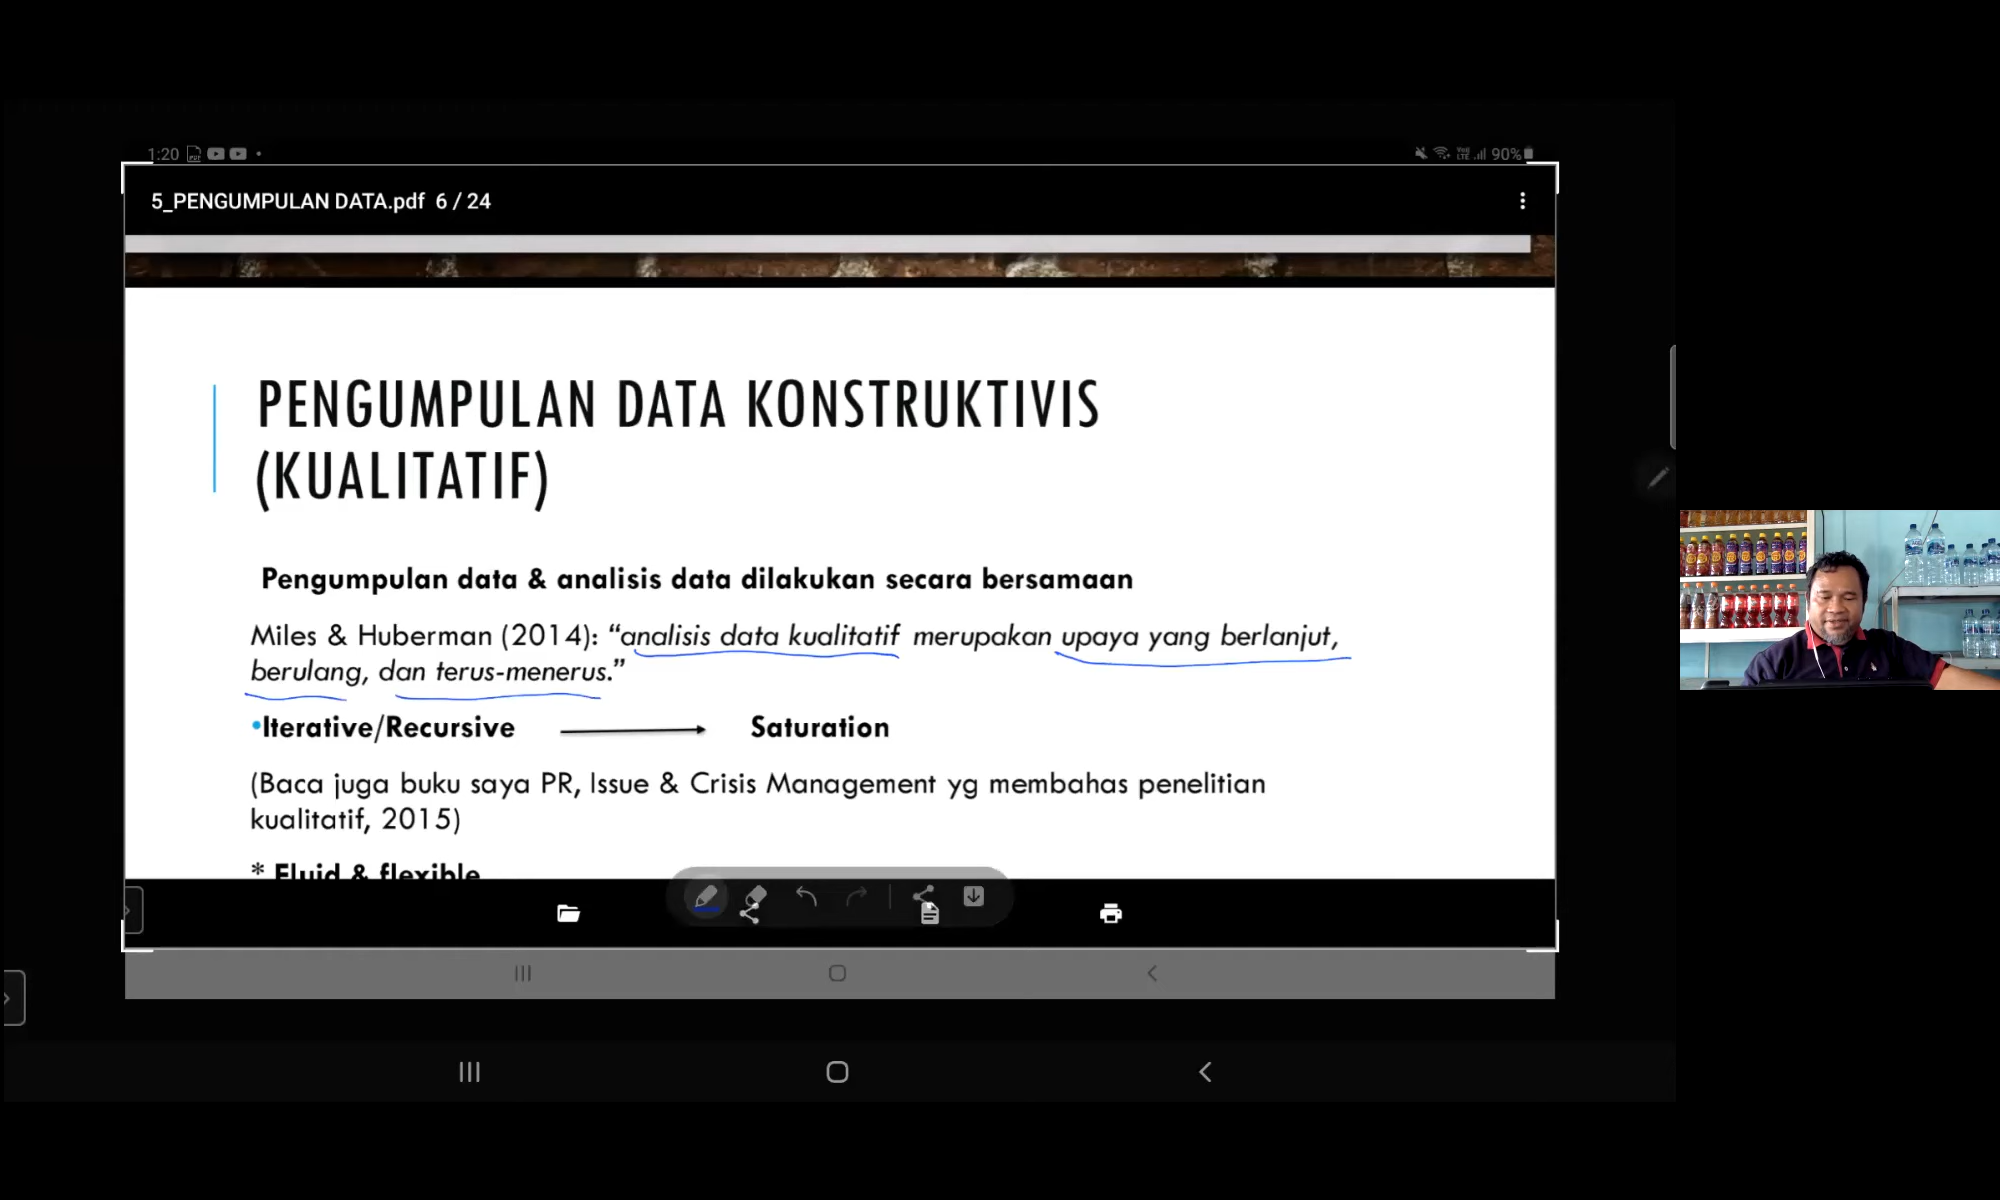 1:20
90%
5_PENGUMPULAN DATA.pdf 6 / 24
PENGUMPULAN DATA KONSTRUKTIVIS
(KUALITATIF)
Pengumpulan data & analisis data dilakukan secara bersamaan
Miles & Huberman (2014): “analisis data kualitatif merupakan upaya yang berlanjut,
berulang, dan terus-menerus.”
•Iterative/Recursive Saturation
(Baca juga buku saya PR, Issue & Crisis Management yg membahas penelitian
kualitatif, 2015)
* Fluid & flexible